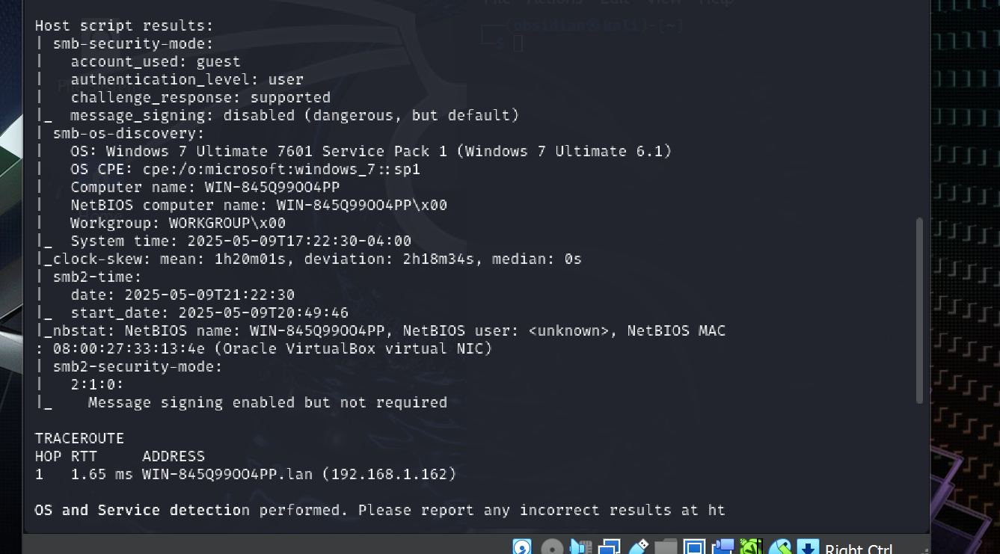 File Actions Edit View Help
(obsidian㉿kali)-[~]
$
Host script results:
| smb-security-mode:
|   account_used: guest
|   authentication_level: user
|   challenge_response: supported
|_  message_signing: disabled (dangerous, but default)
| smb-os-discovery:
|   OS: Windows 7 Ultimate 7601 Service Pack 1 (Windows 7 Ultimate 6.1)
|   OS CPE: cpe:/o:microsoft:windows_7::sp1
|   Computer name: WIN-845Q99OO4PP
|   NetBIOS computer name: WIN-845Q99OO4PP\x00
|   Workgroup: WORKGROUP\x00
|_  System time: 2025-05-09T17:22:30-04:00
|_clock-skew: mean: 1h20m01s, deviation: 2h18m34s, median: 0s
| smb2-time:
|   date: 2025-05-09T21:22:30
|_  start_date: 2025-05-09T20:49:46
|_nbstat: NetBIOS name: WIN-845Q99OO4PP, NetBIOS user: <unknown>, NetBIOS MAC
: 08:00:27:33:13:4e (Oracle VirtualBox virtual NIC)
| smb2-security-mode:
|   2:1:0:
|_    Message signing enabled but not required
TRACEROUTE
HOP RTT     ADDRESS
1   1.65 ms WIN-845Q99OO4PP.lan (192.168.1.162)
OS and Service detection performed. Please report any incorrect results at ht
Right Ctrl